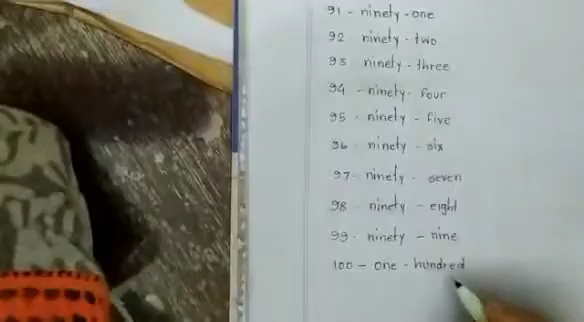 91 - ninety - one
92 ninety - two
93 ninety - three
94 - ninety - four
95 - ninety - five
96 - ninety - six
97 - ninety - seven
98 - ninety - eight
99 - ninety - nine
100 - one - hundred